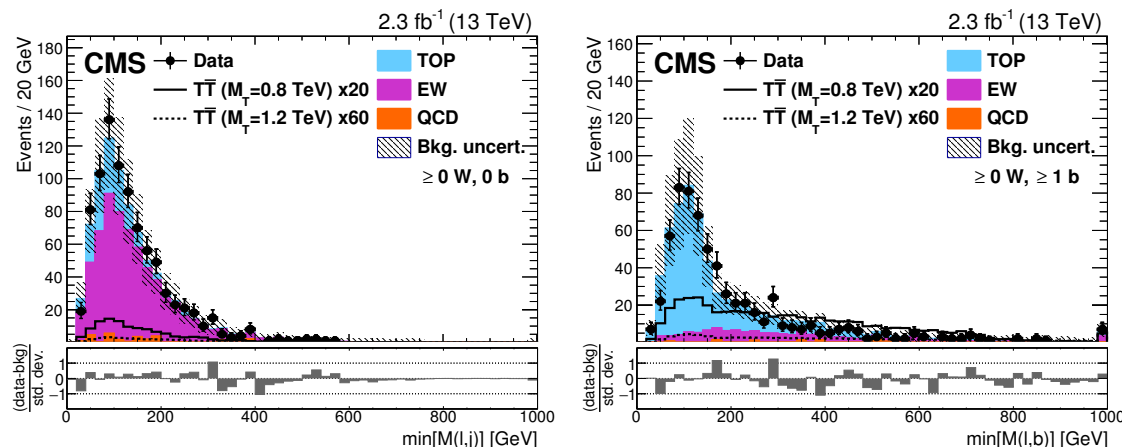 2.3 fb⁻¹ (13 TeV)
CMS
Data
TT̄ (M_T=0.8 TeV) x20
TT̄ (M_T=1.2 TeV) x60
TOP
EW
QCD
Bkg. uncert.
≥ 0 W, 0 b
Events / 20 GeV
180
160
140
120
100
80
60
40
20
(data-bkg)
std. dev.
1
0
−1
0 200 400 600 800 1000
min[M(l,j)] [GeV]
2.3 fb⁻¹ (13 TeV)
CMS
Data
TT̄ (M_T=0.8 TeV) x20
TT̄ (M_T=1.2 TeV) x60
TOP
EW
QCD
Bkg. uncert.
≥ 0 W, ≥ 1 b
Events / 20 GeV
160
140
120
100
80
60
40
20
(data-bkg)
std. dev.
1
0
−1
0 200 400 600 800 1000
min[M(l,b)] [GeV]